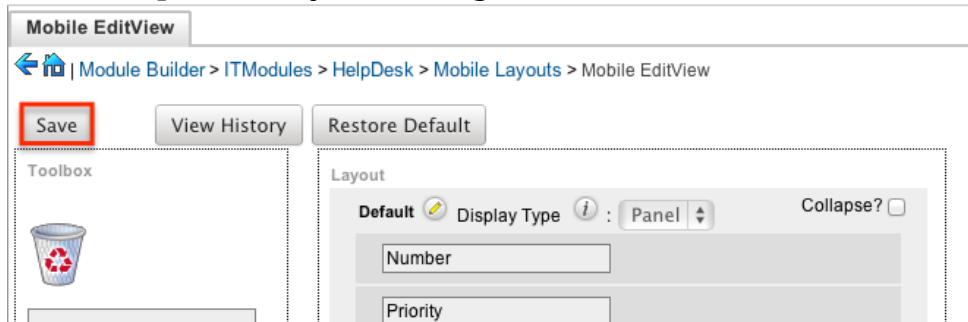 Mobile EditView
| Module Builder > ITModules > HelpDesk > Mobile Layouts > Mobile EditView
Save View History Restore Default
Toolbox
Layout
Default Display Type i : Panel Collapse?
Number
Priority